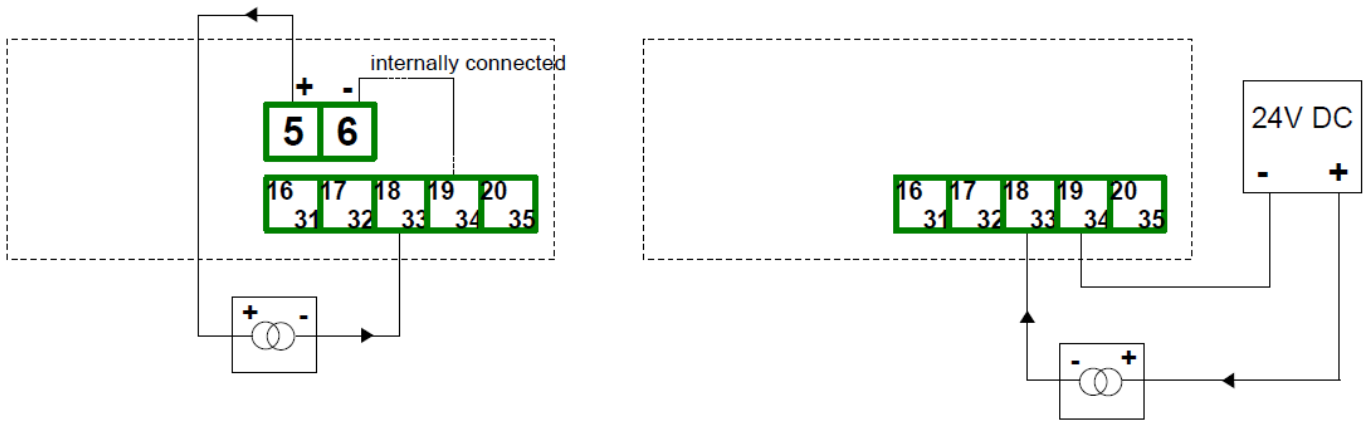 internally connected
+ -
5 6
16 17 18 19 20
31 32 33 34 35
+ -
24V DC
- +
16 17 18 19 20
31 32 33 34 35
- +